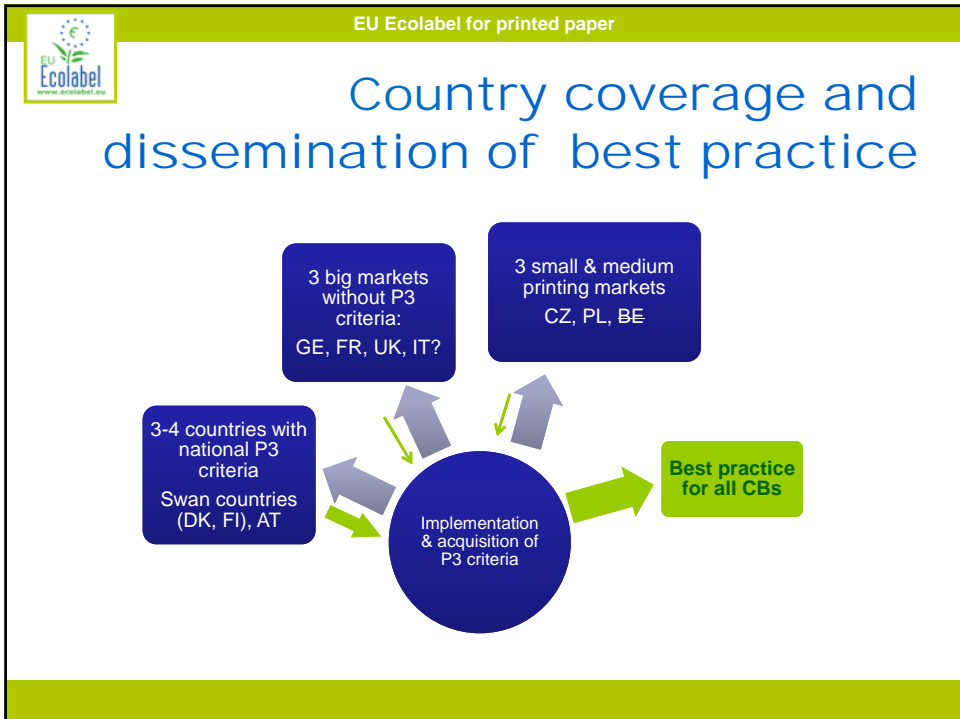 EU Ecolabel for printed paper
EU
Ecolabel
www.ecolabel.eu
Country coverage and
dissemination of best practice
3 big markets
without P3
criteria:
GE, FR, UK, IT?
3 small & medium
printing markets
CZ, PL, BE
3-4 countries with
national P3
criteria
Swan countries
(DK, FI), AT
Implementation
& acquisition of
P3 criteria
Best practice
for all CBs